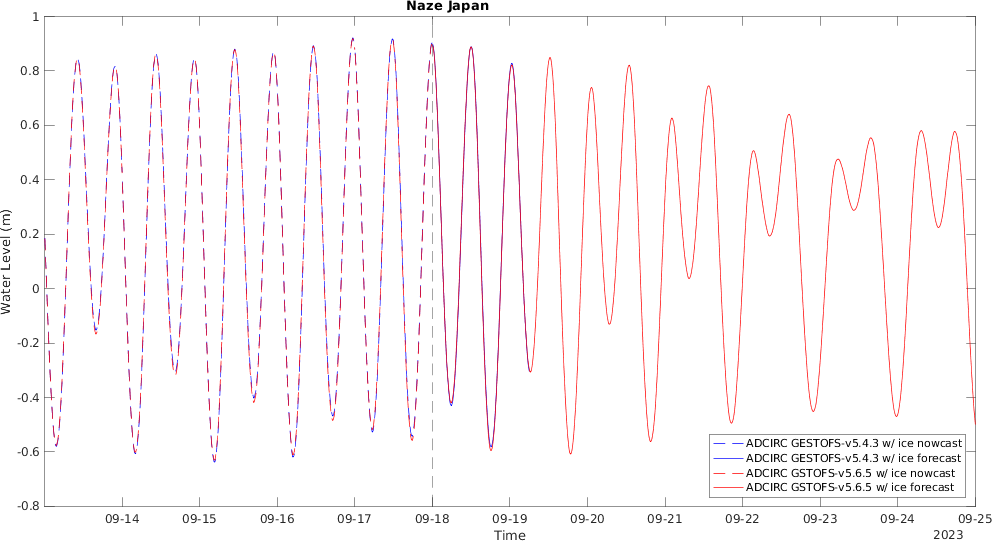 Naze Japan
1
0.8
0.6
0.4
0.2
0
-0.2
-0.4
-0.6
-0.8
Water Level (m)
09-14 09-15 09-16 09-17 09-18 09-19 09-20 09-21 09-22 09-23 09-24 09-25
Time
2023
ADCIRC GESTOFS-v5.4.3 w/ ice nowcast
ADCIRC GESTOFS-v5.4.3 w/ ice forecast
ADCIRC GSTOFS-v5.6.5 w/ ice nowcast
ADCIRC GSTOFS-v5.6.5 w/ ice forecast